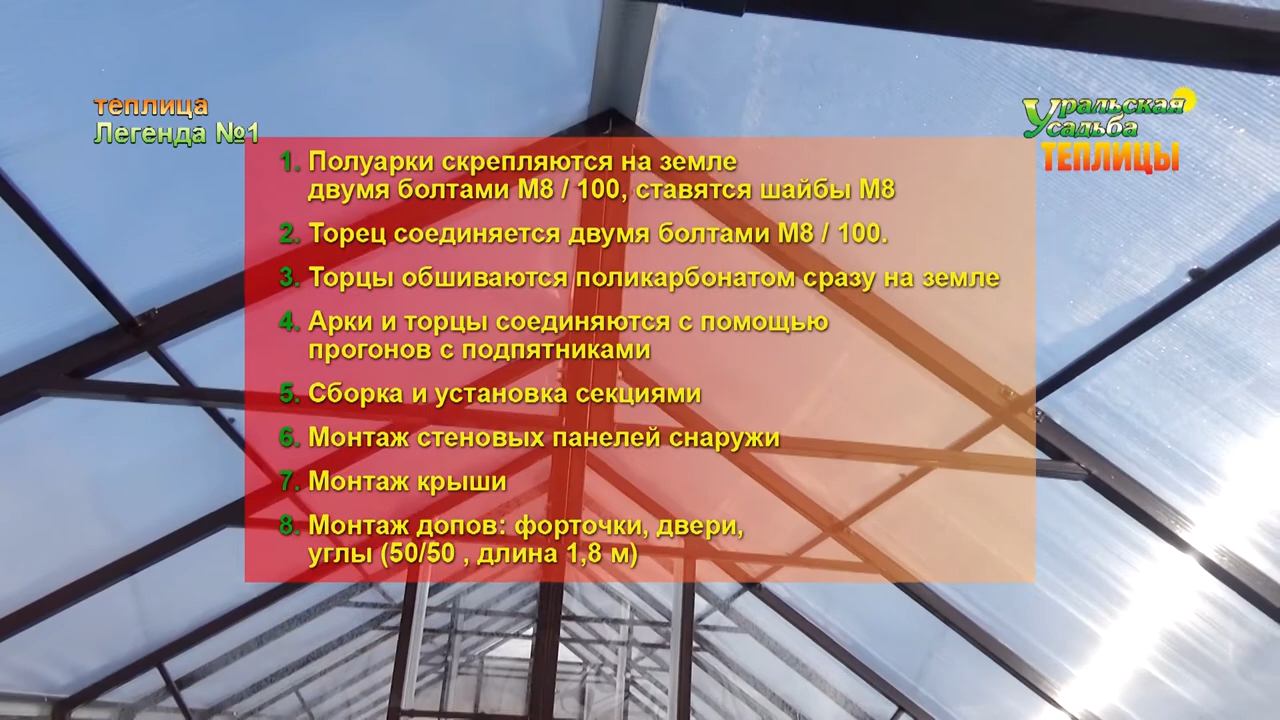 теплица
Легенда №1
Уральская
Усадьба
ТЕПЛИЦЫ
1. Полуарки скрепляются на земле
двумя болтами М8 / 100, ставятся шайбы М8
2. Торец соединяется двумя болтами М8 / 100.
3. Торцы обшиваются поликарбонатом сразу на земле
4. Арки и торцы соединяются с помощью
прогонов с подпятниками
5. Сборка и установка секциями
6. Монтаж стеновых панелей снаружи
7. Монтаж крыши
8. Монтаж допов: форточки, двери,
углы (50/50 , длина 1,8 м)